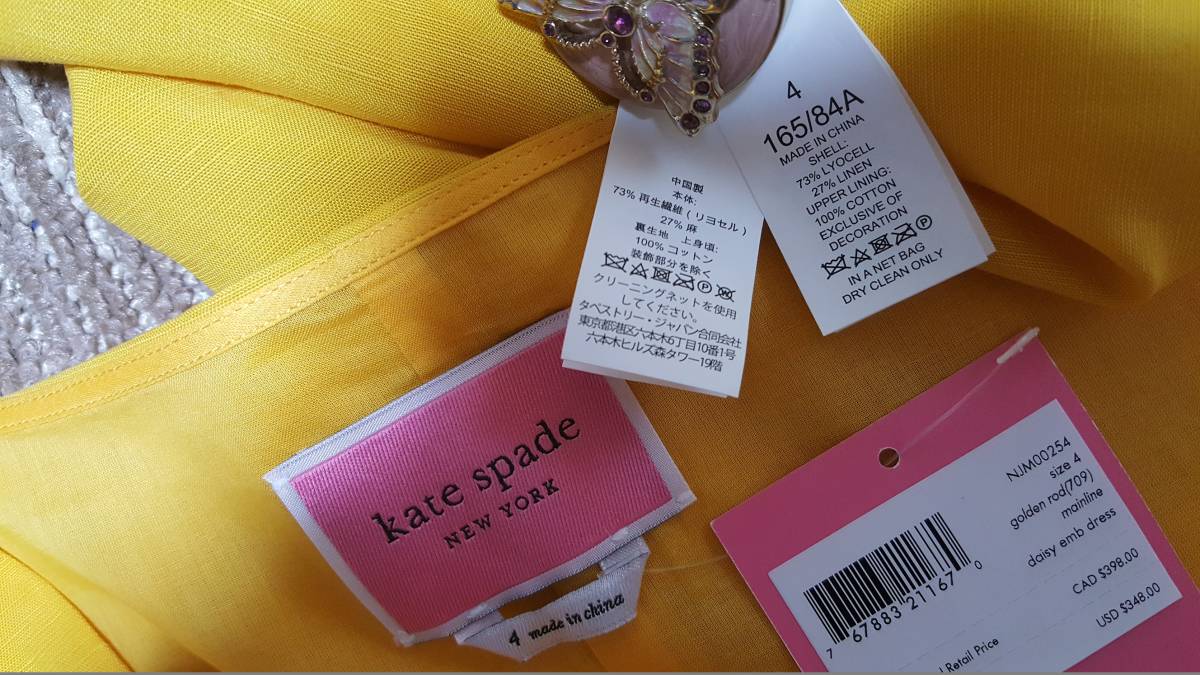 中国製
本体:
73% 再生繊維 ( リヨセル )
27% 麻
裏生地 上身頃:
100% コットン
装飾部分を除く
P W
クリーニングネットを使用
してください。
タペストリー・ジャパン合同会社
東京都港区六本木6丁目10番1号
六本木ヒルズ森タワー19階
4
165/84A
MADE IN CHINA
SHELL:
73% LYOCELL
27% LINEN
UPPER LINING:
100% COTTON
EXCLUSIVE OF
DECORATION
P
IN A NET BAG
DRY CLEAN ONLY
kate spade
NEW YORK
4 made in china
NJM00254
size 4
golden rod(709)
mainline
daisy emb dress
CAD $398.00
USD $348.00
7 67883 21167 0
l Retail Price